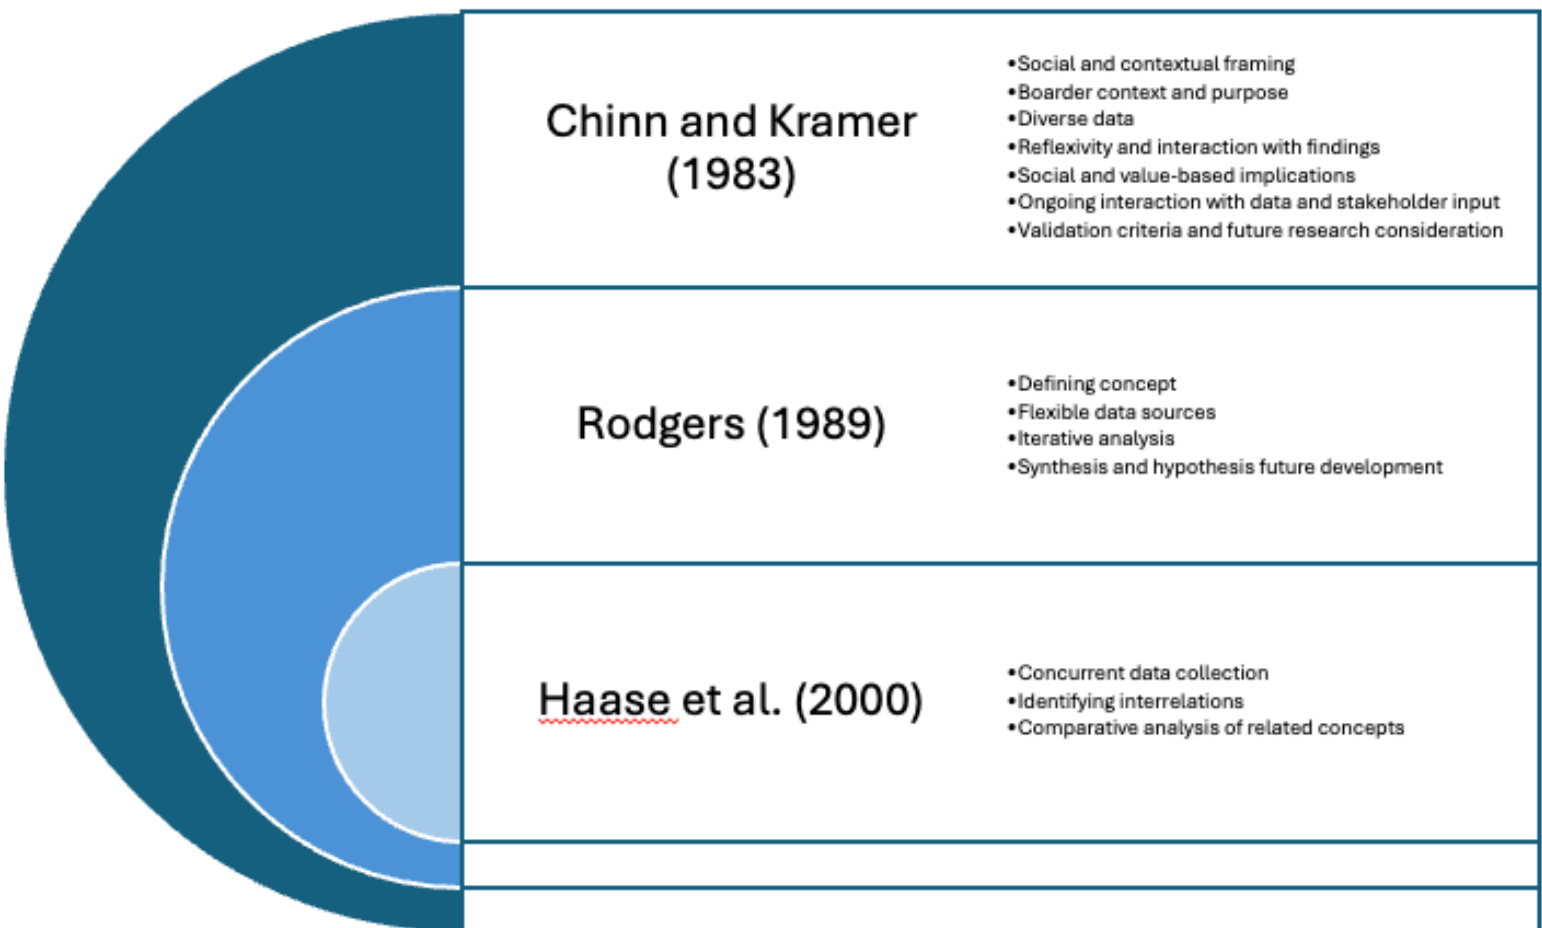 Chinn and Kramer
(1983)
•Social and contextual framing
•Boarder context and purpose
•Diverse data
•Reflexivity and interaction with findings
•Social and value-based implications
•Ongoing interaction with data and stakeholder input
•Validation criteria and future research consideration
Rodgers (1989)
•Defining concept
•Flexible data sources
•Iterative analysis
•Synthesis and hypothesis future development
Haase et al. (2000)
•Concurrent data collection
•Identifying interrelations
•Comparative analysis of related concepts